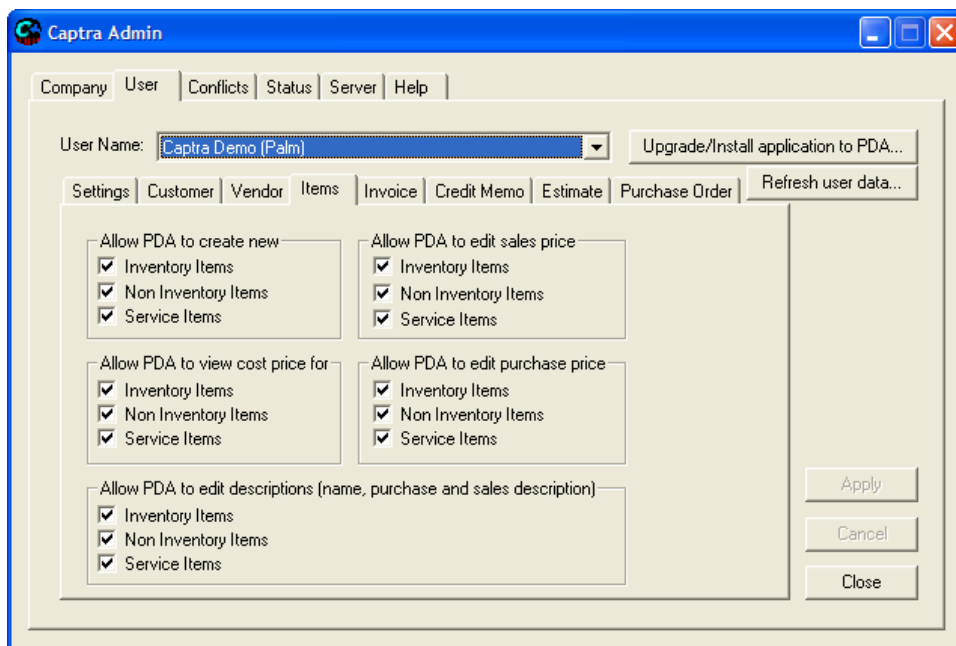 Captra Admin
Company User Conflicts Status Server Help
User Name: Captra Demo (Palm) Upgrade/Install application to PDA...
Refresh user data...
Settings Customer Vendor Items Invoice Credit Memo Estimate Purchase Order
Allow PDA to create new
Inventory Items
Non Inventory Items
Service Items
Allow PDA to edit sales price
Inventory Items
Non Inventory Items
Service Items
Allow PDA to view cost price for
Inventory Items
Non Inventory Items
Service Items
Allow PDA to edit purchase price
Inventory Items
Non Inventory Items
Service Items
Allow PDA to edit descriptions (name, purchase and sales description)
Inventory Items
Non Inventory Items
Service Items
Apply
Cancel
Close